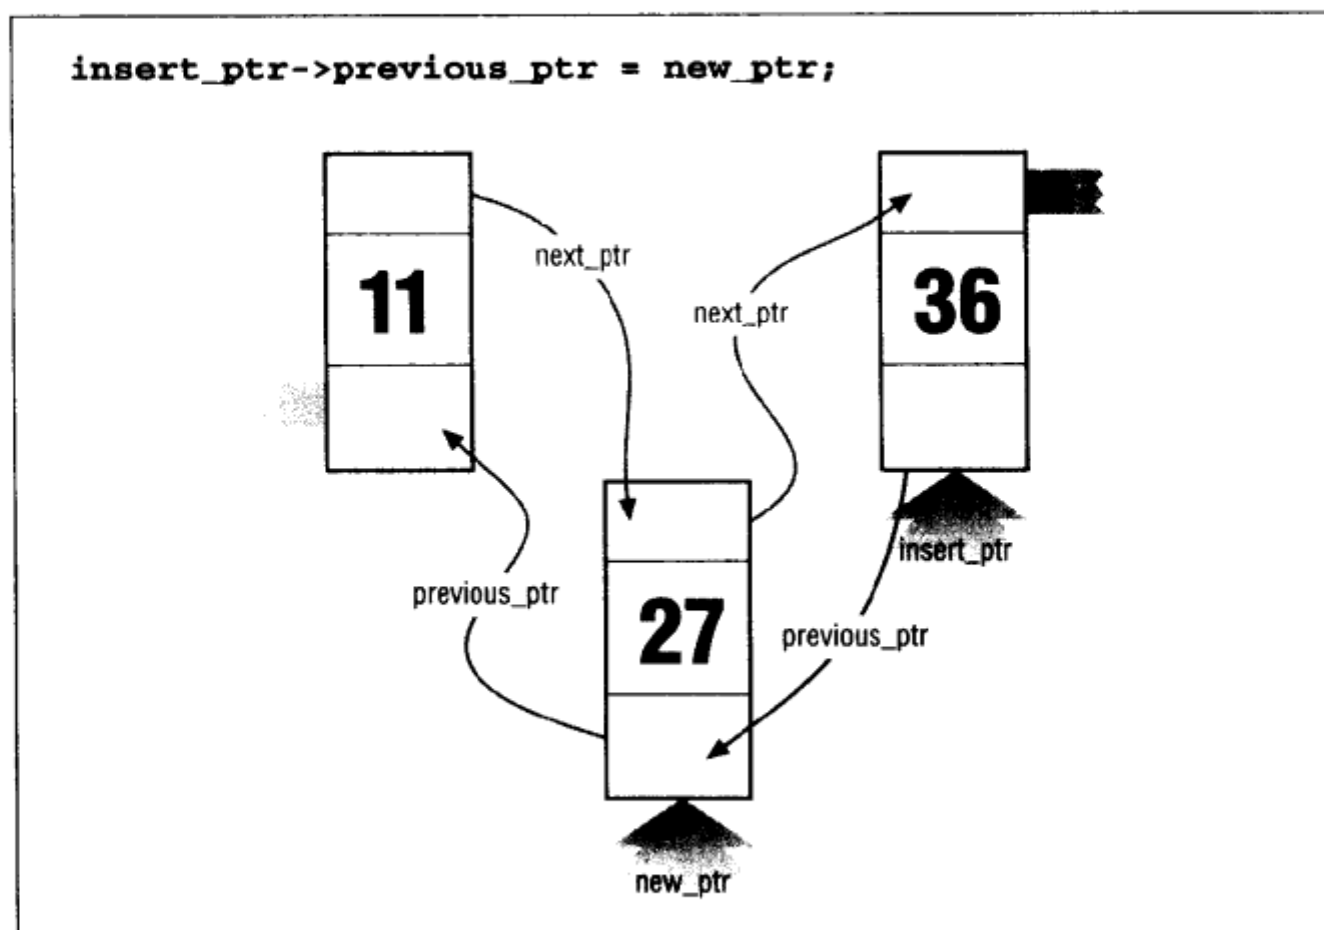 insert_ptr->previous_ptr = new_ptr;
next_ptr
11
next_ptr
36
insert_ptr
previous_ptr
27
previous_ptr
new_ptr